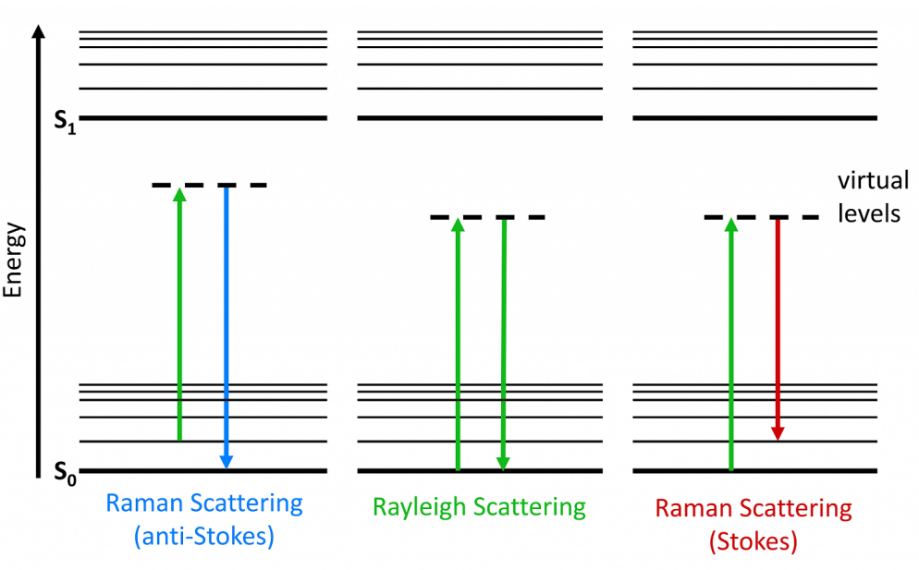 S1
virtual
levels
Energy
S0
Raman Scattering
(anti-Stokes)
Rayleigh Scattering
Raman Scattering
(Stokes)